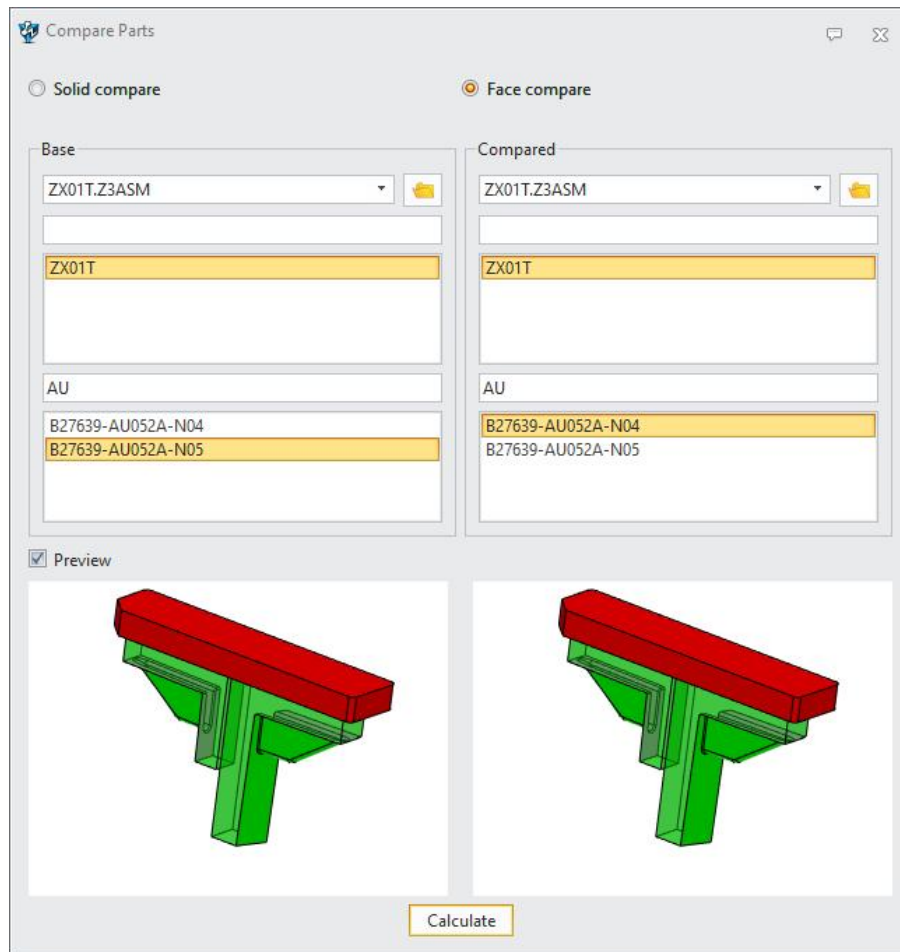 Compare Parts
Solid compare
Face compare
Base
ZX01T.Z3ASM
ZX01T
AU
B27639-AU052A-N04
B27639-AU052A-N05
Compared
ZX01T.Z3ASM
ZX01T
AU
B27639-AU052A-N04
B27639-AU052A-N05
Preview
Calculate